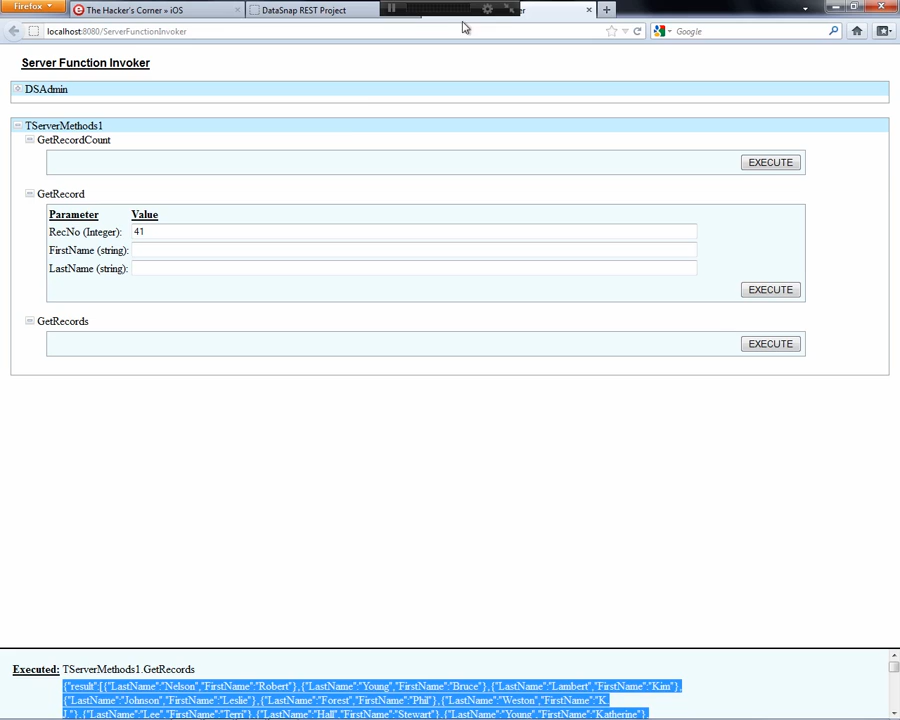 Firefox
The Hacker's Corner » iOS
DataSnap REST Project
er
localhost:8080/ServerFunctionInvoker
Google
Server Function Invoker
DSAdmin
TServerMethods1
GetRecordCount
EXECUTE
GetRecord
Parameter Value
RecNo (Integer): 41
FirstName (string):
LastName (string):
EXECUTE
GetRecords
EXECUTE
Executed: TServerMethods1.GetRecords
{"result":[{"LastName":"Nelson","FirstName":"Robert"},{"LastName":"Young","FirstName":"Bruce"},{"LastName":"Lambert","FirstName":"Kim"},
{"LastName":"Johnson","FirstName":"Leslie"},{"LastName":"Forest","FirstName":"Phil"},{"LastName":"Weston","FirstName":"K.
J."},{"LastName":"Lee","FirstName":"Terri"},{"LastName":"Hall","FirstName":"Stewart"},{"LastName":"Young","FirstName":"Katherine"},